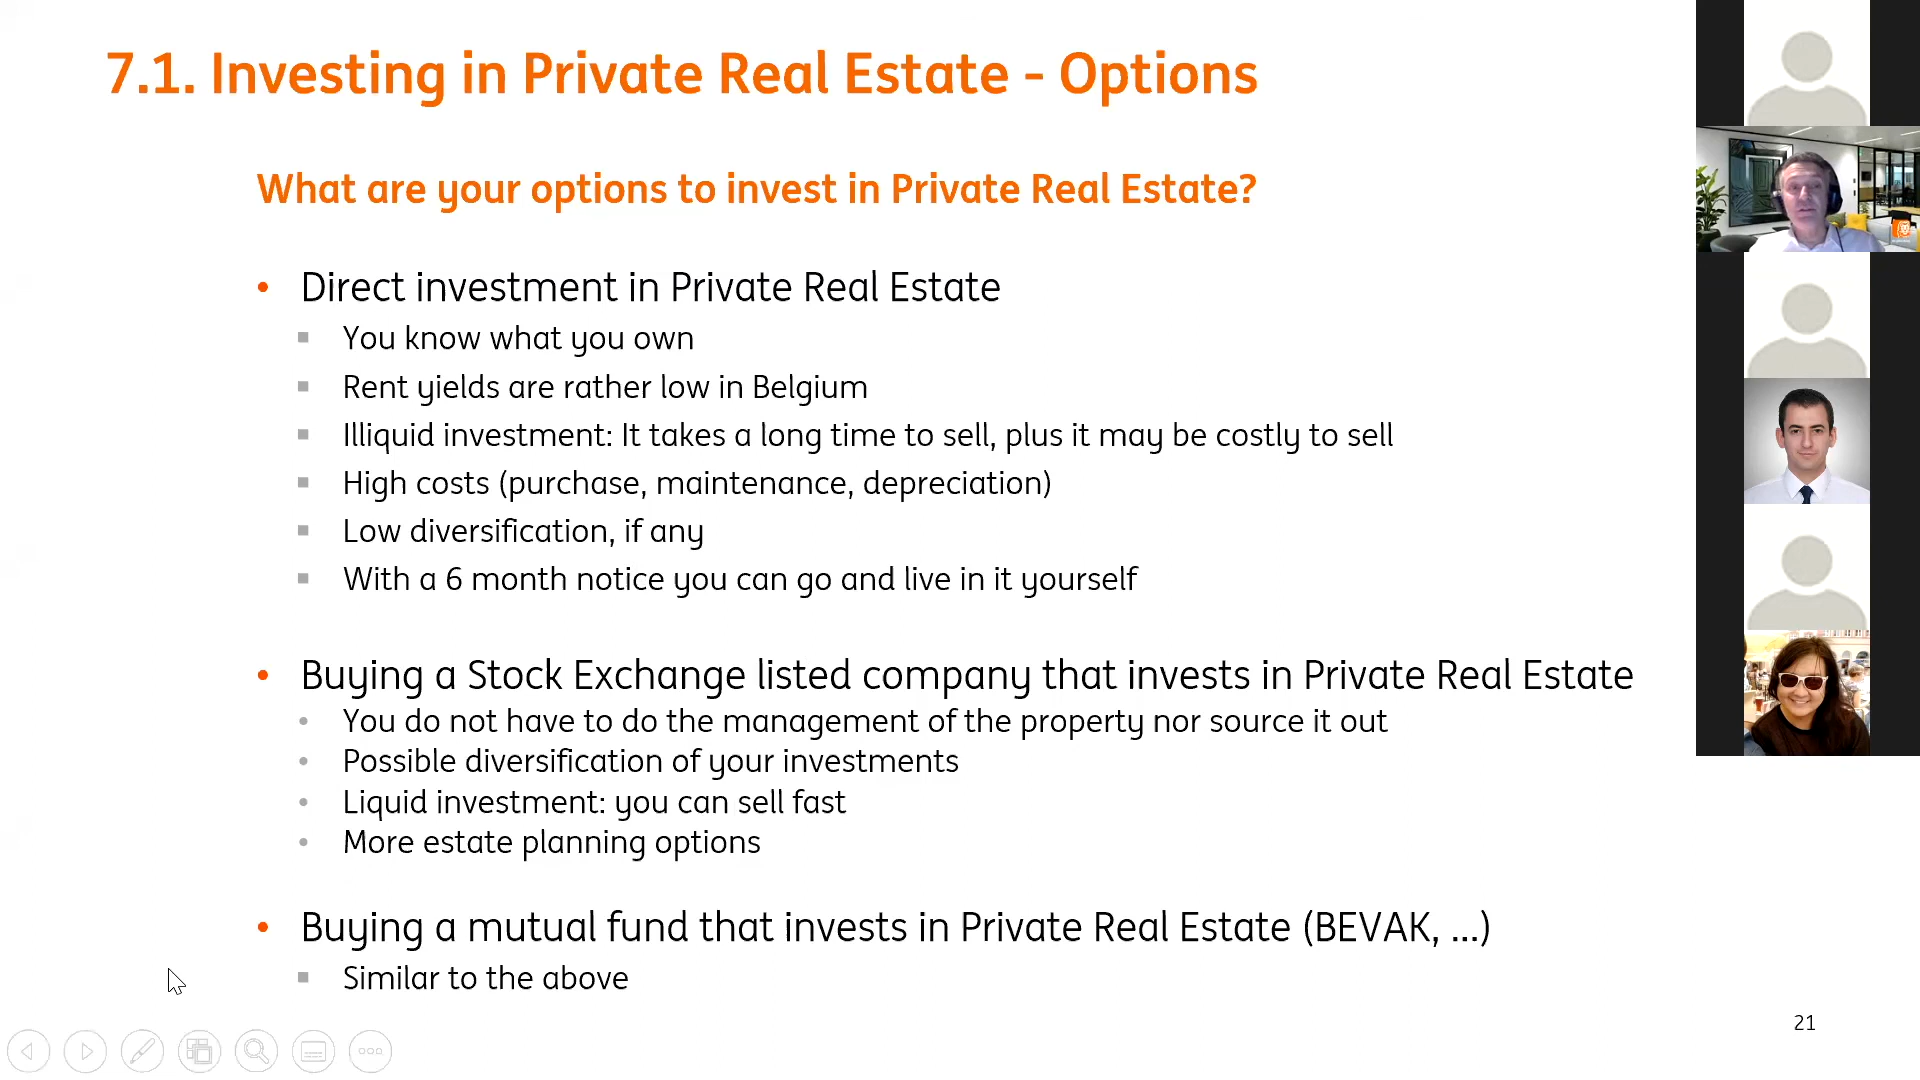 7.1. Investing in Private Real Estate - Options
What are your options to invest in Private Real Estate?
• Direct investment in Private Real Estate
▪ You know what you own
▪ Rent yields are rather low in Belgium
▪ Illiquid investment: It takes a long time to sell, plus it may be costly to sell
▪ High costs (purchase, maintenance, depreciation)
▪ Low diversification, if any
▪ With a 6 month notice you can go and live in it yourself
• Buying a Stock Exchange listed company that invests in Private Real Estate
• You do not have to do the management of the property nor source it out
• Possible diversification of your investments
• Liquid investment: you can sell fast
• More estate planning options
• Buying a mutual fund that invests in Private Real Estate (BEVAK, ...)
▪ Similar to the above
21